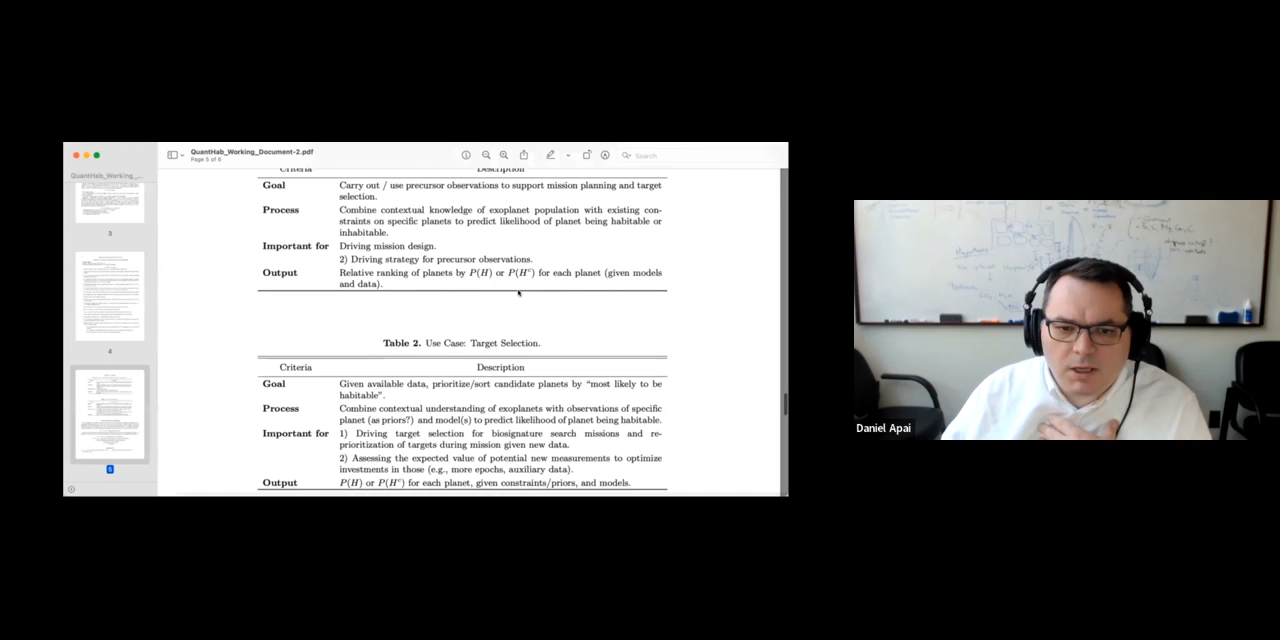 QuantHab_Working_Document-2.pdf
Page 5 of 6
Search
QuantHab_Working_...
3
4
5
Criteria Description
Goal Carry out / use precursor observations to support mission planning and target
selection.
Process Combine contextual knowledge of exoplanet population with existing con-
straints on specific planets to predict likelihood of planet being habitable or
inhabitable.
Important for Driving mission design.
2) Driving strategy for precursor observations.
Output Relative ranking of planets by P(H) or P(Hᶜ) for each planet (given models
and data).
Table 2. Use Case: Target Selection.
Criteria Description
Goal Given available data, prioritize/sort candidate planets by “most likely to be
habitable”.
Process Combine contextual understanding of exoplanets with observations of specific
planet (as priors?) and model(s) to predict likelihood of planet being habitable.
Important for 1) Driving target selection for biosignature search missions and re-
prioritization of targets during mission given new data.
2) Assessing the expected value of potential new measurements to optimize
investments in those (e.g., more epochs, auxiliary data).
Output P(H) or P(Hᶜ) for each planet, given constraints/priors, and models.
Daniel Apai